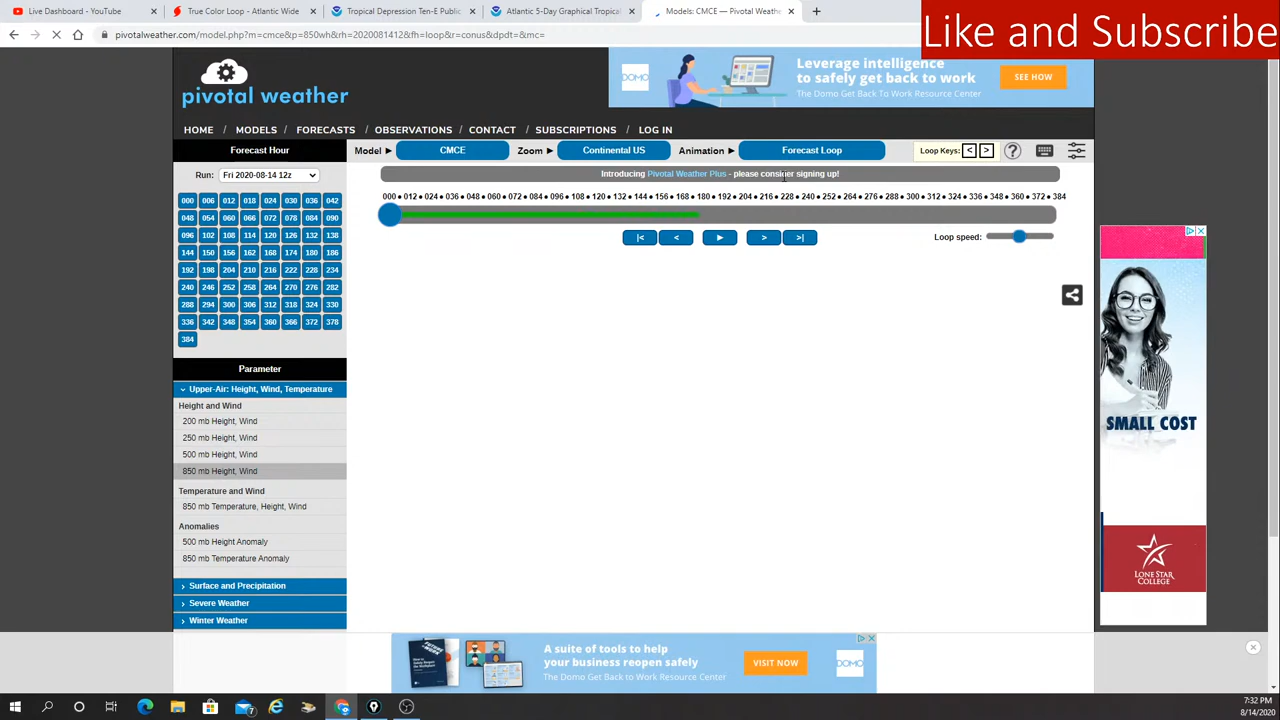 Live Dashboard - YouTube
True Color Loop - Atlantic Wide
Tropical Depression Ten-E Public
Atlantic 5-Day Graphical Tropical
Models: CMCE — Pivotal Weathe
Like and Subscribe
pivotalweather.com/model.php?m=cmce&p=850wh&rh=2020081412&fh=loop&r=conus&dpdt=&mc=
pivotal weather
DOMO
Leverage intelligence
to safely get back to work
The Domo Get Back To Work Resource Center
SEE HOW
HOME / MODELS / FORECASTS / OBSERVATIONS / CONTACT / SUBSCRIPTIONS / LOG IN
Forecast Hour
Model ► CMCE Zoom ► Continental US Animation ► Forecast Loop Loop Keys: < > ?
Run: Fri 2020-08-14 12z
Introducing Pivotal Weather Plus - please consider signing up!
000 • 012 • 024 • 036 • 048 • 060 • 072 • 084 • 096 • 108 • 120 • 132 • 144 • 156 • 168 • 180 • 192 • 204 • 216 • 228 • 240 • 252 • 264 • 276 • 288 • 300 • 312 • 324 • 336 • 348 • 360 • 372 • 384
|< < ► > >| Loop speed:
000 006 012 018 024 030 036 042
048 054 060 066 072 078 084 090
096 102 108 114 120 126 132 138
144 150 156 162 168 174 180 186
192 198 204 210 216 222 228 234
240 246 252 258 264 270 276 282
288 294 300 306 312 318 324 330
336 342 348 354 360 366 372 378
384
Parameter
Upper-Air: Height, Wind, Temperature
Height and Wind
200 mb Height, Wind
250 mb Height, Wind
500 mb Height, Wind
850 mb Height, Wind
Temperature and Wind
850 mb Temperature, Height, Wind
Anomalies
500 mb Height Anomaly
850 mb Temperature Anomaly
Surface and Precipitation
Severe Weather
Winter Weather
SMALL COST
LONE STAR
COLLEGE
A suite of tools to help
your business reopen safely
The Domo Get Back To Work Resource Center
VISIT NOW
DOMO
7:32 PM
8/14/2020